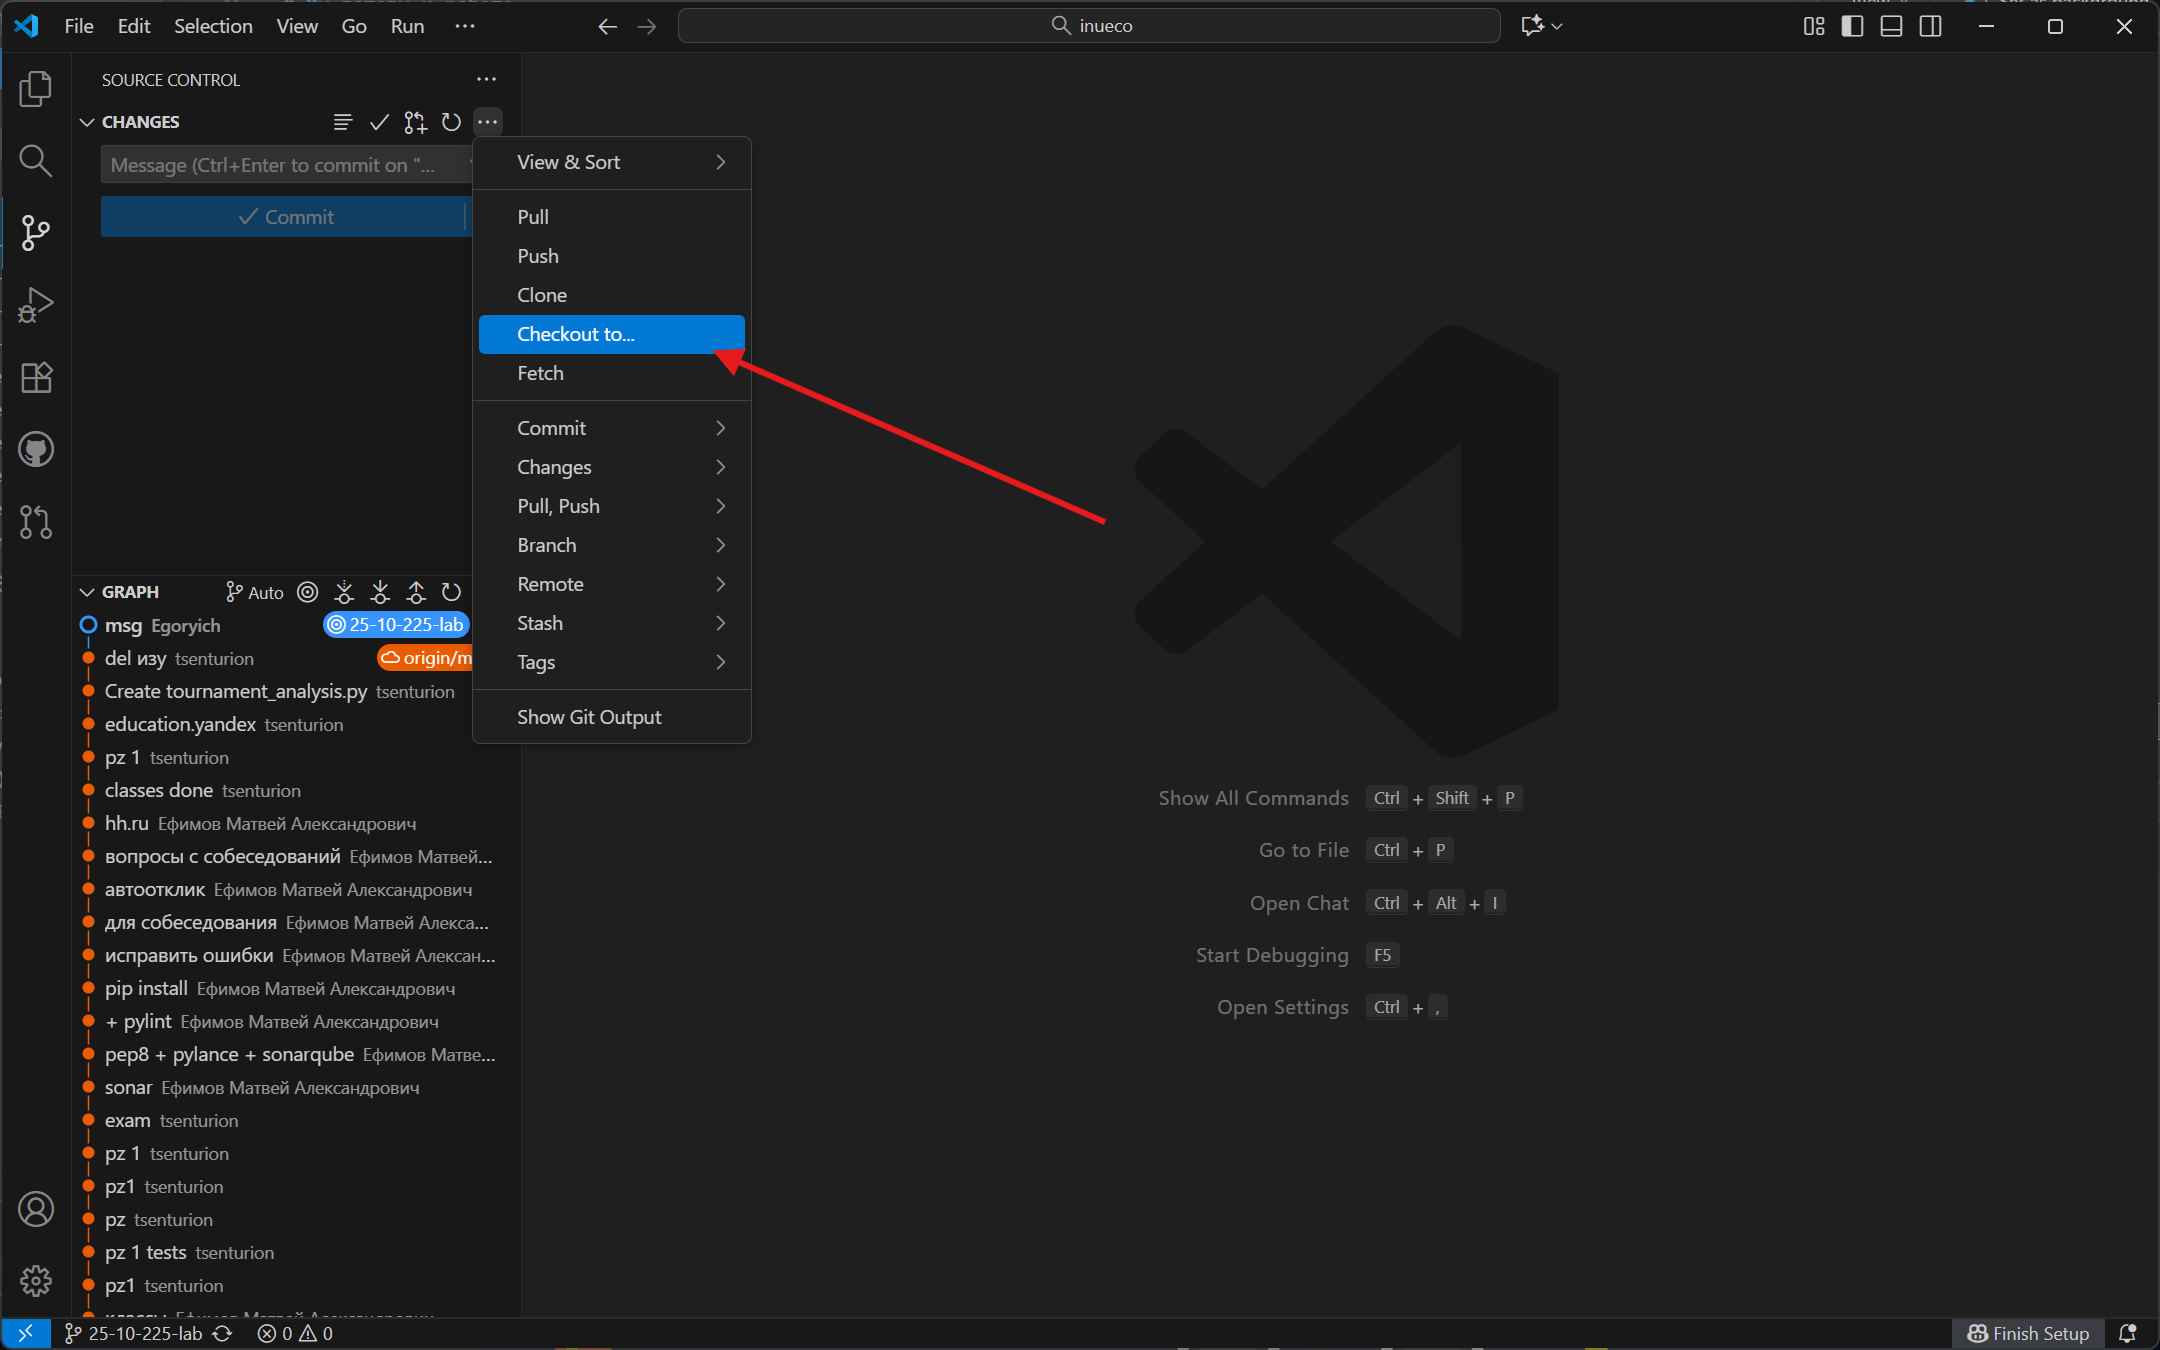 File Edit Selection View Go Run ...
inueco
SOURCE CONTROL
CHANGES
Message (Ctrl+Enter to commit on "...
Commit
View & Sort
Pull
Push
Clone
Checkout to...
Fetch
Commit
Changes
Pull, Push
Branch
Remote
Stash
Tags
Show Git Output
GRAPH Auto
msg Egoryich 25-10-225-lab
del изу tsenturion origin/m
Create tournament_analysis.py tsenturion
education.yandex tsenturion
pz 1 tsenturion
classes done tsenturion
hh.ru Ефимов Матвей Александрович
вопросы с собеседований Ефимов Матвей...
автоотклик Ефимов Матвей Александрович
для собеседования Ефимов Матвей Алекса...
исправить ошибки Ефимов Матвей Алексан...
pip install Ефимов Матвей Александрович
+ pylint Ефимов Матвей Александрович
pep8 + pylance + sonarqube Ефимов Матве...
sonar Ефимов Матвей Александрович
exam tsenturion
pz 1 tsenturion
pz1 tsenturion
pz tsenturion
pz 1 tests tsenturion
pz1 tsenturion
Show All Commands Ctrl + Shift + P
Go to File Ctrl + P
Open Chat Ctrl + Alt + I
Start Debugging F5
Open Settings Ctrl + ,
25-10-225-lab 0 0
Finish Setup